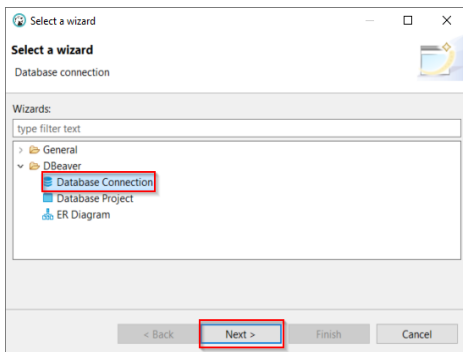 Select a wizard
Select a wizard
Database connection
Wizards:
type filter text
General
DBeaver
Database Connection
Database Project
ER Diagram
< Back Next > Finish Cancel